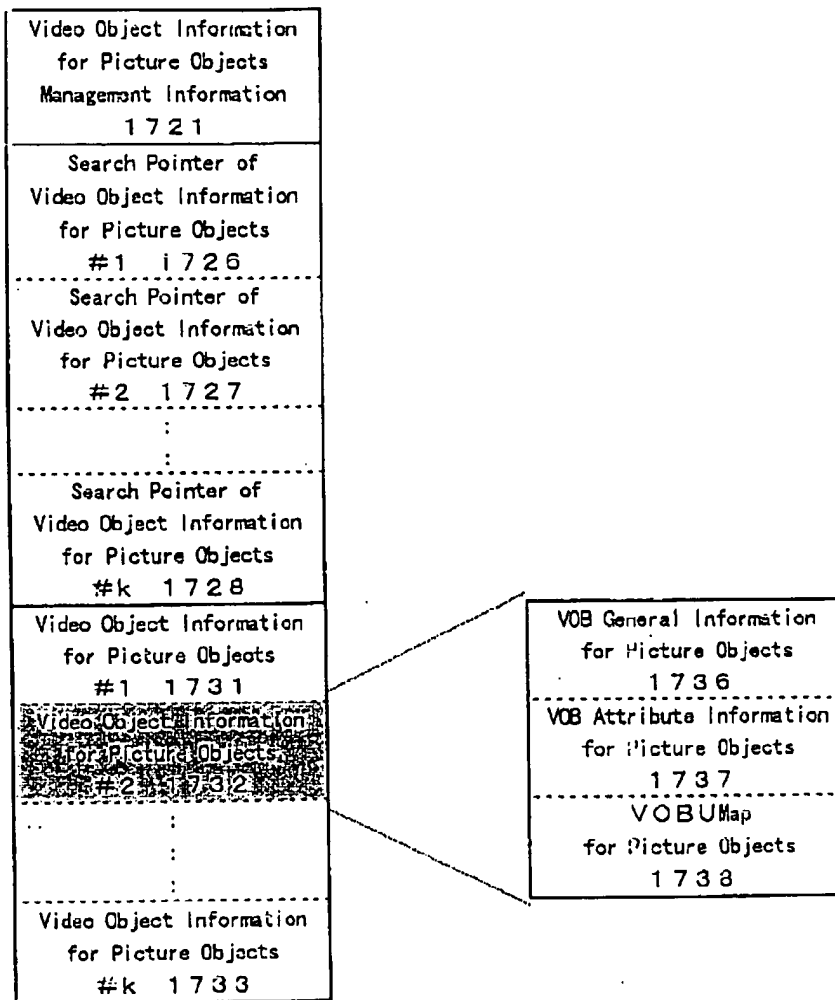 Video Object Information
for Picture Objects
Management Information
1721
Search Pointer of
Video Object Information
for Picture Objects
#1 i726
Search Pointer of
Video Object Information
for Picture Objects
#2 1727
:
:
Search Pointer of
Video Object Information
for Picture Objects
#k 1728
Video Object Information
for Picture Objects
#1 1731
Video Object Information
for Picture Objects
#2 1732
:
:
:
Video Object Information
for Picture Objects
#k 1733
VOB General Information
for Picture Objects
1736
VOB Attribute Information
for Picture Objects
1737
VOBUMap
for Picture Objects
1738